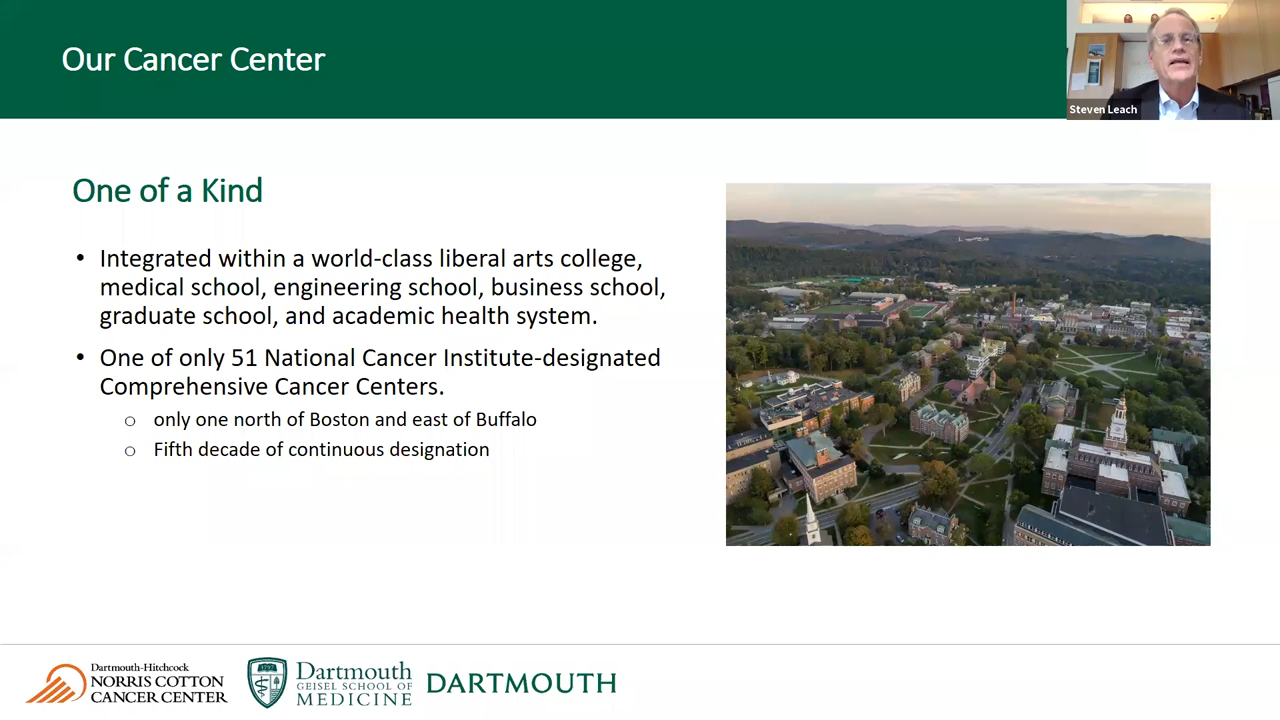 Our Cancer Center
Steven Leach
One of a Kind
• Integrated within a world-class liberal arts college,
medical school, engineering school, business school,
graduate school, and academic health system.
• One of only 51 National Cancer Institute-designated
Comprehensive Cancer Centers.
o only one north of Boston and east of Buffalo
o Fifth decade of continuous designation
Dartmouth-Hitchcock
NORRIS COTTON
CANCER CENTER
1797
Dartmouth
GEISEL SCHOOL OF
MEDICINE
DARTMOUTH